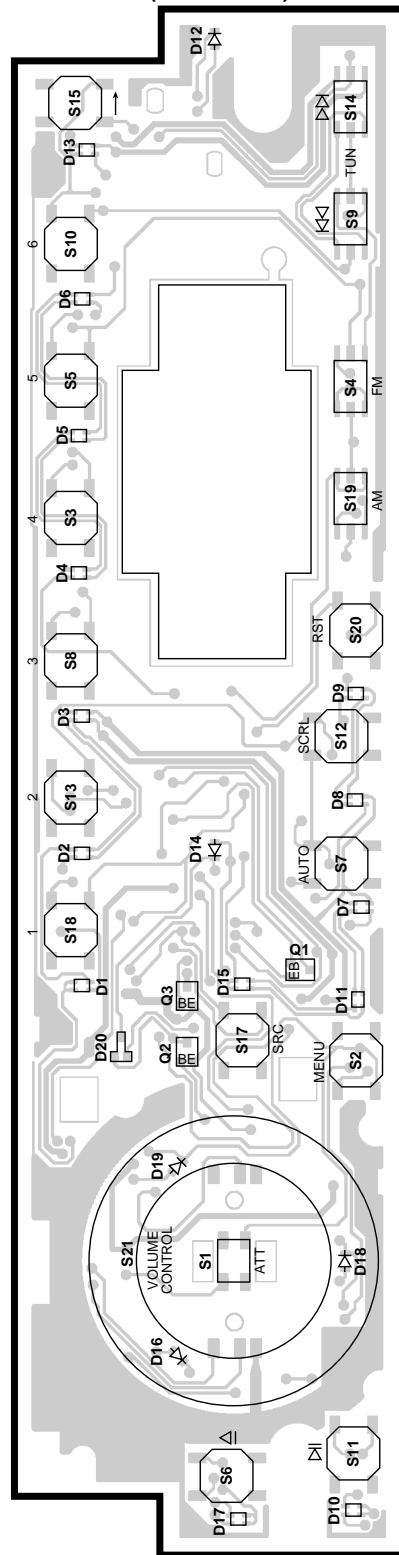 D12
S15
D13
S14
TUN
S9
6
S10
D6
5
S5
D5
S4
FM
4
S3
D4
S19
AM
RST
S20
3
S8
D3
D9
SCRL
S12
2
S13
D2
D8
D14
AUTO
S7
D7
1
S18
D1
Q1
EB
D15
D11
Q3
BE
D20
Q2
BE
S17
SRC
MENU
S2
D19
S21
VOLUME
CONTROL
S1
ATT
D18
D16
S6
D17
S11
D10